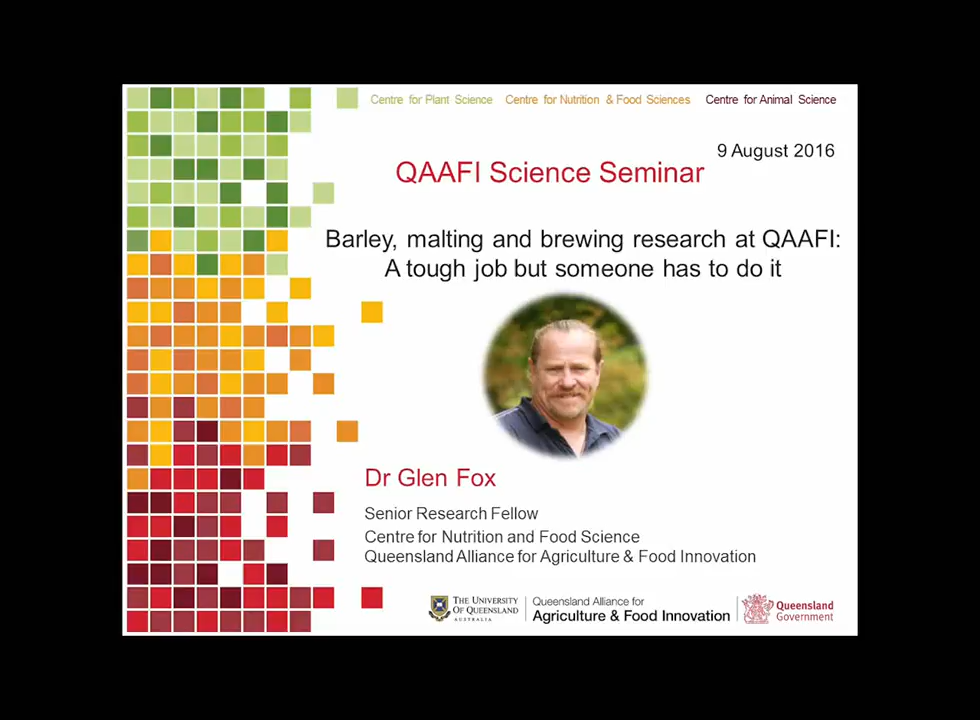 Centre for Plant Science Centre for Nutrition & Food Sciences Centre for Animal Science
9 August 2016
QAAFI Science Seminar
Barley, malting and brewing research at QAAFI:
A tough job but someone has to do it
Dr Glen Fox
Senior Research Fellow
Centre for Nutrition and Food Science
Queensland Alliance for Agriculture & Food Innovation
THE UNIVERSITY
OF QUEENSLAND
AUSTRALIA
Queensland Alliance for
Agriculture & Food Innovation
Queensland
Government